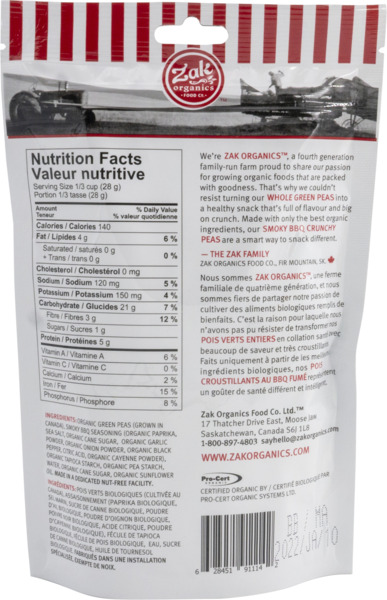 Zak
organics
FOOD CO.
Nutrition Facts
Valeur nutritive
Serving Size 1/3 cup (28 g)
Portion 1/3 tasse (28 g)
Amount % Daily Value
Teneur % valeur quotidienne
Calories / Calories 140
Fat / Lipides 4 g 6 %
Saturated / saturés 0 g
+ Trans / trans 0 g 0 %
Cholesterol / Cholestérol 0 mg
Sodium / Sodium 120 mg 5 %
Potassium / Potassium 150 mg 4 %
Carbohydrate / Glucides 21 g 7 %
Fibre / Fibres 3 g 12 %
Sugars / Sucres 1 g
Protein / Protéines 5 g
Vitamin A / Vitamine A 6 %
Vitamin C / Vitamine C 0 %
Calcium / Calcium 2 %
Iron / Fer 15 %
Phosphorus / Phosphore 8 %
INGREDIENTS: ORGANIC GREEN PEAS (GROWN IN
CANADA), SMOKY BBQ SEASONING (ORGANIC PAPRIKA,
SEA SALT, ORGANIC CANE SUGAR, ORGANIC GARLIC
POWDER, ORGANIC ONION POWDER, ORGANIC BLACK
PEPPER, CITRIC ACID, ORGANIC CAYENNE POWDER),
ORGANIC TAPIOCA STARCH, ORGANIC PEA STARCH,
WATER, ORGANIC CANE SUGAR, ORGANIC SUNFLOWER
OIL. MADE IN A DEDICATED NUT-FREE FACILITY.
INGRÉDIENTS: POIS VERTS BIOLOGIQUES (CULTIVÉE AU
CANADA), ASSAISONNEMENT (PAPRIKA BIOLOGIQUE,
SEL MARIN, SUCRE DE CANNE BIOLOGIQUE, POUDRE
D'AIL BIOLOGIQUE, POUDRE D'OIGNON BIOLOGIQUE,
POIVRE NOIR BIOLOGIQUE, ACIDE CITRIQUE, POUDRE
DE CAYENNE BIOLOGIQUE), FÉCULE DE TAPIOCA
BIOLOGIQUE, FÉCULE DE POIS BIOLOGIQUE, EAU, SUCRE
DE CANNE BIOLOGIQUE, HUILE DE TOURNESOL
BIOLOGIQUE. FABRIQUÉS DANS UNE INSTALLATION
SPÉCIALISÉE, EXEMPTE DE NOIX.
We're ZAK ORGANICS™, a fourth generation
family-run farm proud to share our passion
for growing organic foods that are packed
with goodness. That's why we couldn't
resist turning our WHOLE GREEN PEAS into
a healthy snack that's full of flavour and big
on crunch. Made with only the best organic
ingredients, our SMOKY BBQ CRUNCHY
PEAS are a smart way to snack different.
— THE ZAK FAMILY
ZAK ORGANICS FOOD CO., FIR MOUNTAIN, SK.
Nous sommes ZAK ORGANICS™, une ferme
familiale de quatrième génération, et nous
sommes fiers de partager notre passion de
cultiver des aliments biologiques remplis de
bienfaits. C'est la raison pour laquelle nous
n'avons pas pu résister de transformer nos
POIS VERTS ENTIERS en collation santé avec
beaucoup de saveur et très croustillants.
Faits uniquement à partir de les meilleurs
ingrédients biologiques, nos POIS
CROUSTILLANTS AU BBQ FUMÉ représentent
un goûter de santé différent et intelligent.
Zak Organics Food Co. Ltd.™
17 Thatcher Drive East, Moose Jaw
Saskatchewan, Canada S6J 1L8
1-800-897-4803 sayhello@zakorganics.com
WWW.ZAKORGANICS.COM
Pro-Cert
CERTIFIED ORGANIC BY / CERTIFIÉ BIOLOGIQUE PAR
PRO-CERT ORGANIC SYSTEMS LTD.
BB / MA
2022/JA/10
6 28451 91114 2